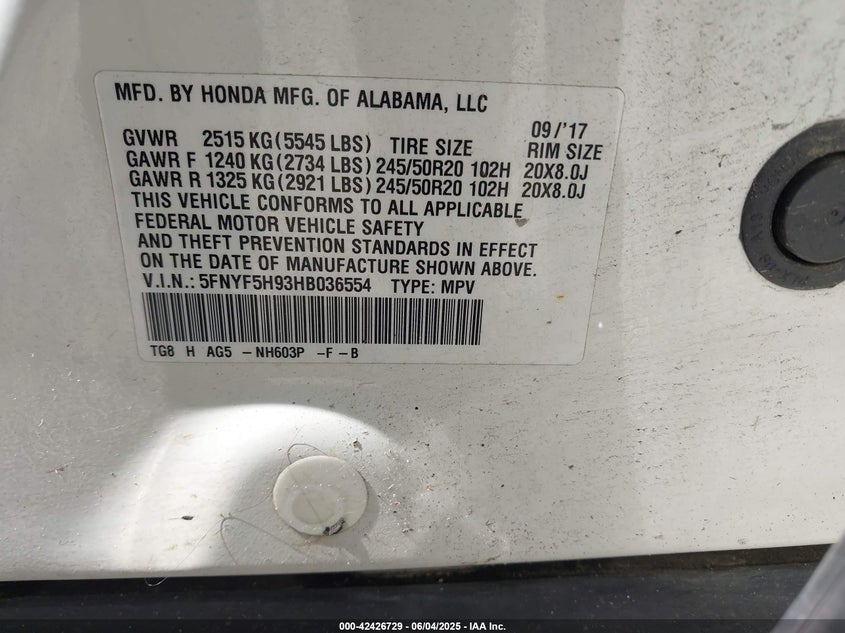 MFD. BY HONDA MFG. OF ALABAMA, LLC
09/'17
GVWR 2515 KG(5545 LBS) TIRE SIZE RIM SIZE
GAWR F 1240 KG(2734 LBS)245/50R20 102H 20X8.0J
GAWR R 1325 KG(2921 LBS)245/50R20 102H 20X8.0J
THIS VEHICLE CONFORMS TO ALL APPLICABLE
FEDERAL MOTOR VEHICLE SAFETY
AND THEFT PREVENTION STANDARDS IN EFFECT
ON THE DATE OF MANUFACTURE SHOWN ABOVE.
V.I.N.: 5FNYF5H93HB036554 TYPE: MPV
TG8 H AG5 -NH603P -F-B
000-42426729 - 06/04/2025 - IAA Inc.